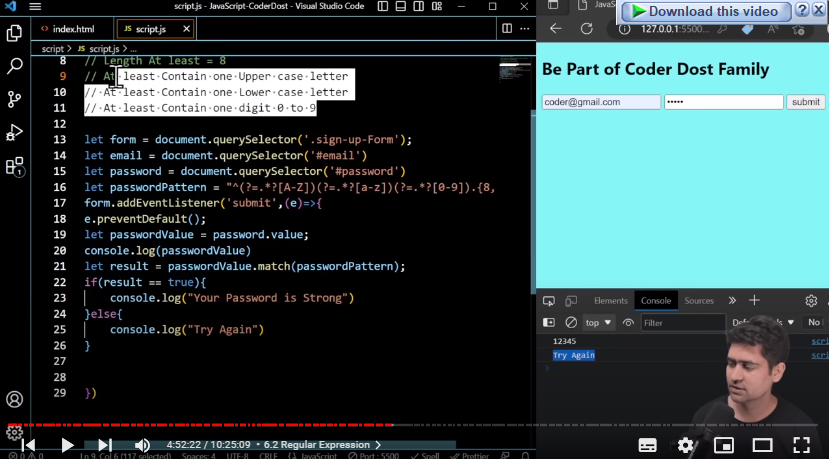 script.js - JavaScript-CoderDost - Visual Studio Code
index.html
script.js
script > script.js > ...
8 // Length At least = 8
9 // At least Contain one Upper case letter
10 // At least Contain one Lower case letter
11 // At least Contain one digit 0 to 9
12
13 let form = document.querySelector('.sign-up-Form');
14 let email = document.querySelector('#email')
15 let password = document.querySelector('#password')
16 let passwordPattern = "^(?=.*?[A-Z])(?=.*?[a-z])(?=.*?[0-9]).{8,
17 form.addEventListener('submit',(e)=>{
18 e.preventDefault();
19 let passwordValue = password.value;
20 console.log(passwordValue)
21 let result = passwordValue.match(passwordPattern);
22 if(result == true){
23 console.log("Your Password is Strong")
24 }else{
25 console.log("Try Again")
26 }
27
28
29 })
1
Ln 9, Col 6 (117 selected) Spaces: 4 UTF-8 CRLF {} JavaScript Port : 5500 Spell Prettier
4:52:22 / 10:25:09 • 6.2 Regular Expression >
Download this video
?
127.0.0.1:5500...
Be Part of Coder Dost Family
coder@gmail.com
•••••
submit
Elements Console Sources
top
Filter
No
12345
Try Again
scri
scri